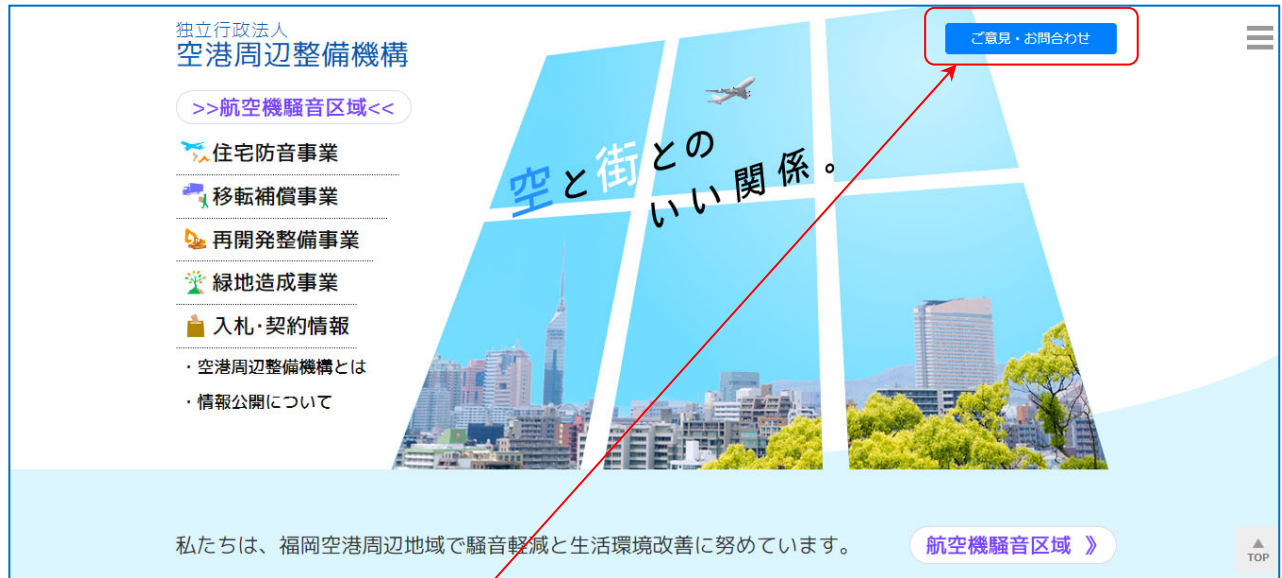 独立行政法人
空港周辺整備機構
ご意見・お問合わせ
>>航空機騒音区域<<
住宅防音事業
移転補償事業
再開発整備事業
緑地造成事業
入札･契約情報
・空港周辺整備機構とは
・情報公開について
空と街との
いい関係。
私たちは、福岡空港周辺地域で騒音軽減と生活環境改善に努めています。
航空機騒音区域 》
TOP